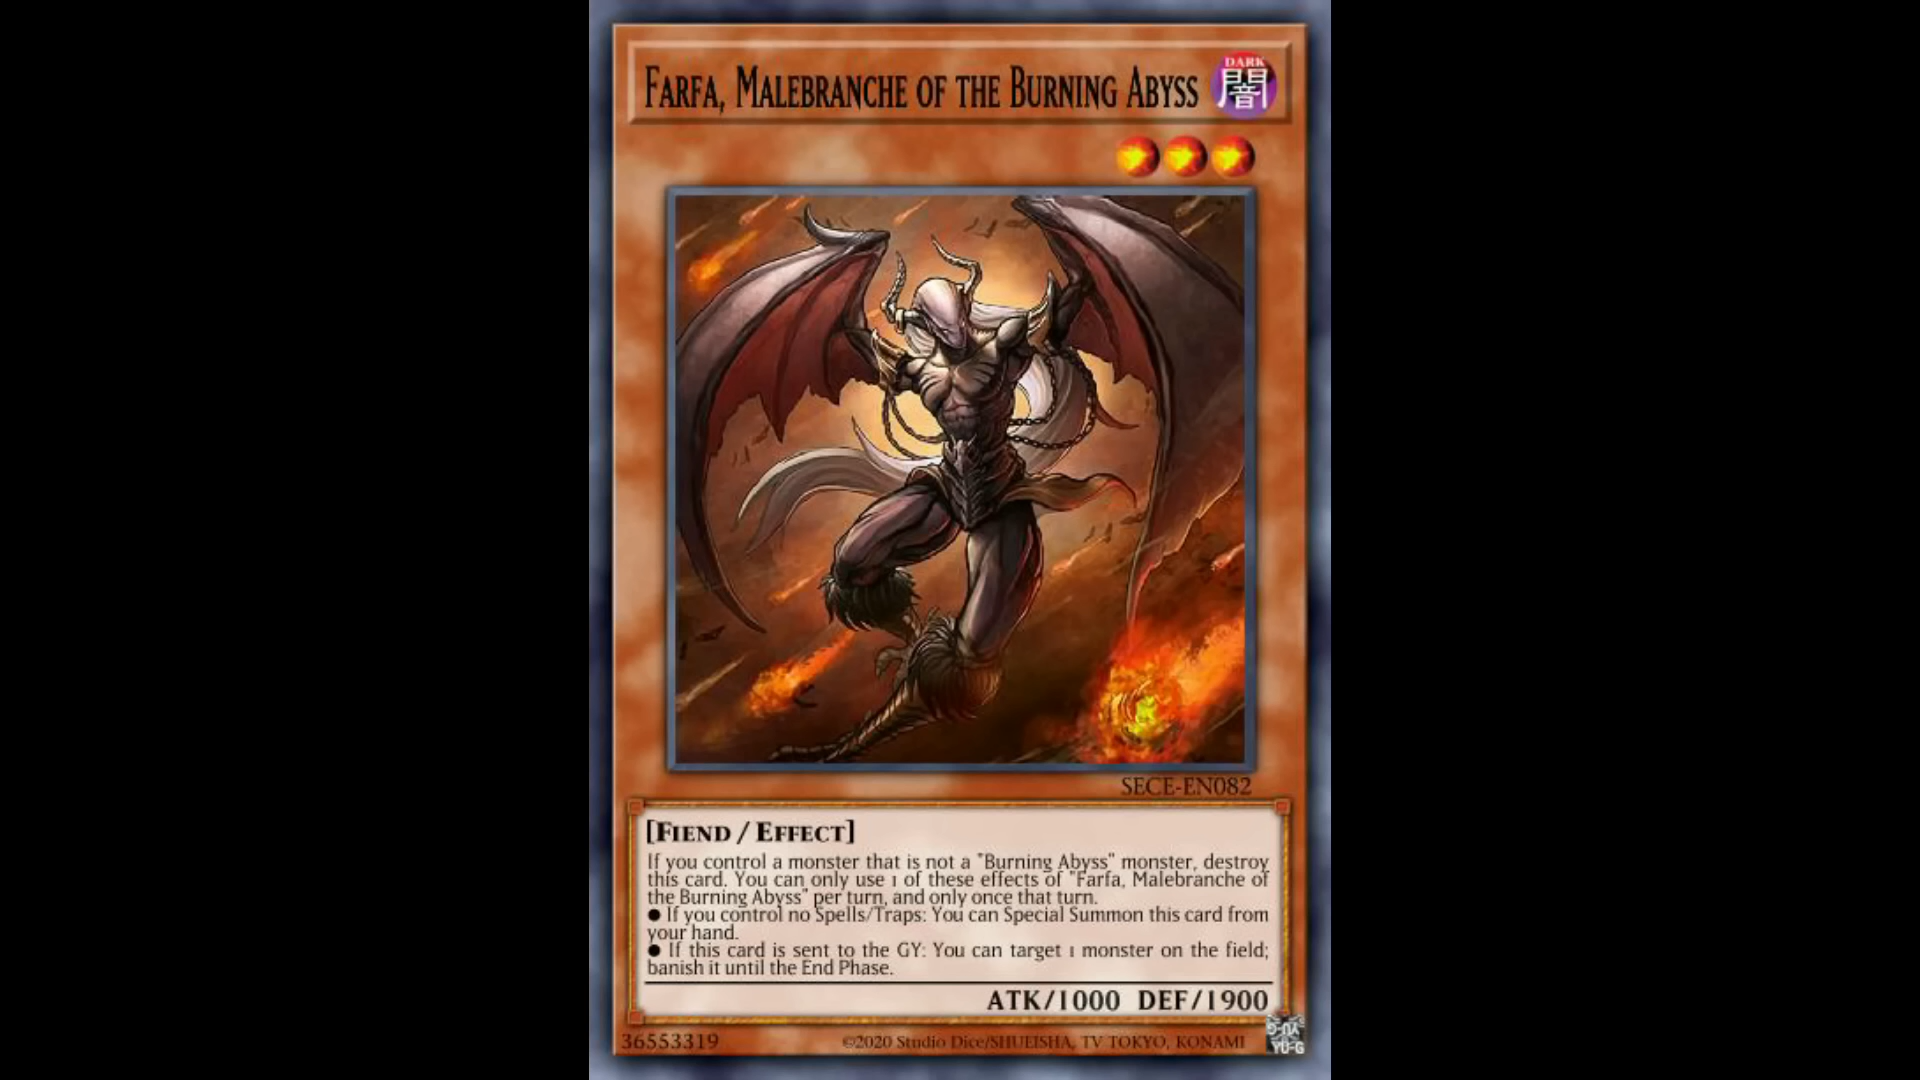 Farfa, Malebranche of the Burning Abyss
DARK
闇
SECE-EN082
[Fiend / Effect]
If you control a monster that is not a "Burning Abyss" monster, destroy
this card. You can only use 1 of these effects of "Farfa, Malebranche of
the Burning Abyss" per turn, and only once that turn.
● If you control no Spells/Traps: You can Special Summon this card from
your hand.
● If this card is sent to the GY: You can target 1 monster on the field;
banish it until the End Phase.
ATK/1000 DEF/1900
36553319
©2020 Studio Dice/SHUEISHA, TV TOKYO, KONAMI